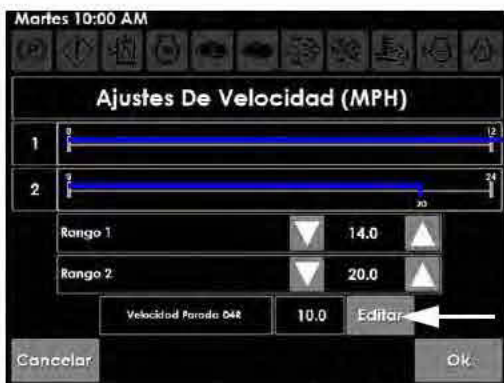 Martes 10:00 AM
Ajustes De Velocidad (MPH)
1
0
12
2
0
24
20
Rango 1
14.0
Rango 2
20.0
Velocidad Parada 04R
10.0
Editar
Cancelar
Ok